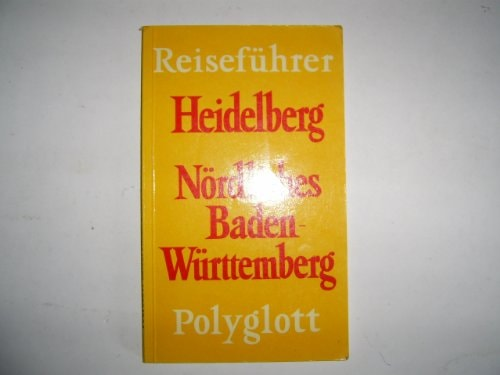 Reiseführer
Heidelberg
Nördliches
Baden-
Württemberg
Polyglott